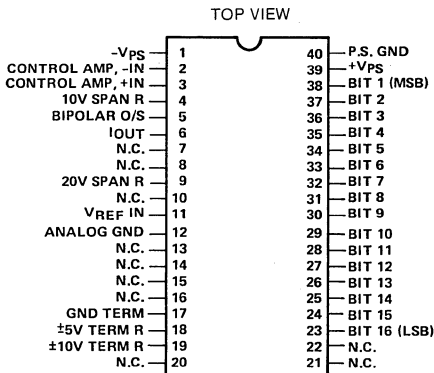 TOP VIEW
-VPS 1 40 P.S. GND
CONTROL AMP, -IN 2 39 +VPS
CONTROL AMP, +IN 3 38 BIT 1 (MSB)
10V SPAN R 4 37 BIT 2
BIPOLAR O/S 5 36 BIT 3
IOUT 6 35 BIT 4
N.C. 7 34 BIT 5
N.C. 8 33 BIT 6
20V SPAN R 9 32 BIT 7
N.C. 10 31 BIT 8
VREF IN 11 30 BIT 9
ANALOG GND 12 29 BIT 10
N.C. 13 28 BIT 11
N.C. 14 27 BIT 12
N.C. 15 26 BIT 13
N.C. 16 25 BIT 14
GND TERM 17 24 BIT 15
±5V TERM R 18 23 BIT 16 (LSB)
±10V TERM R 19 22 N.C.
N.C. 20 21 N.C.